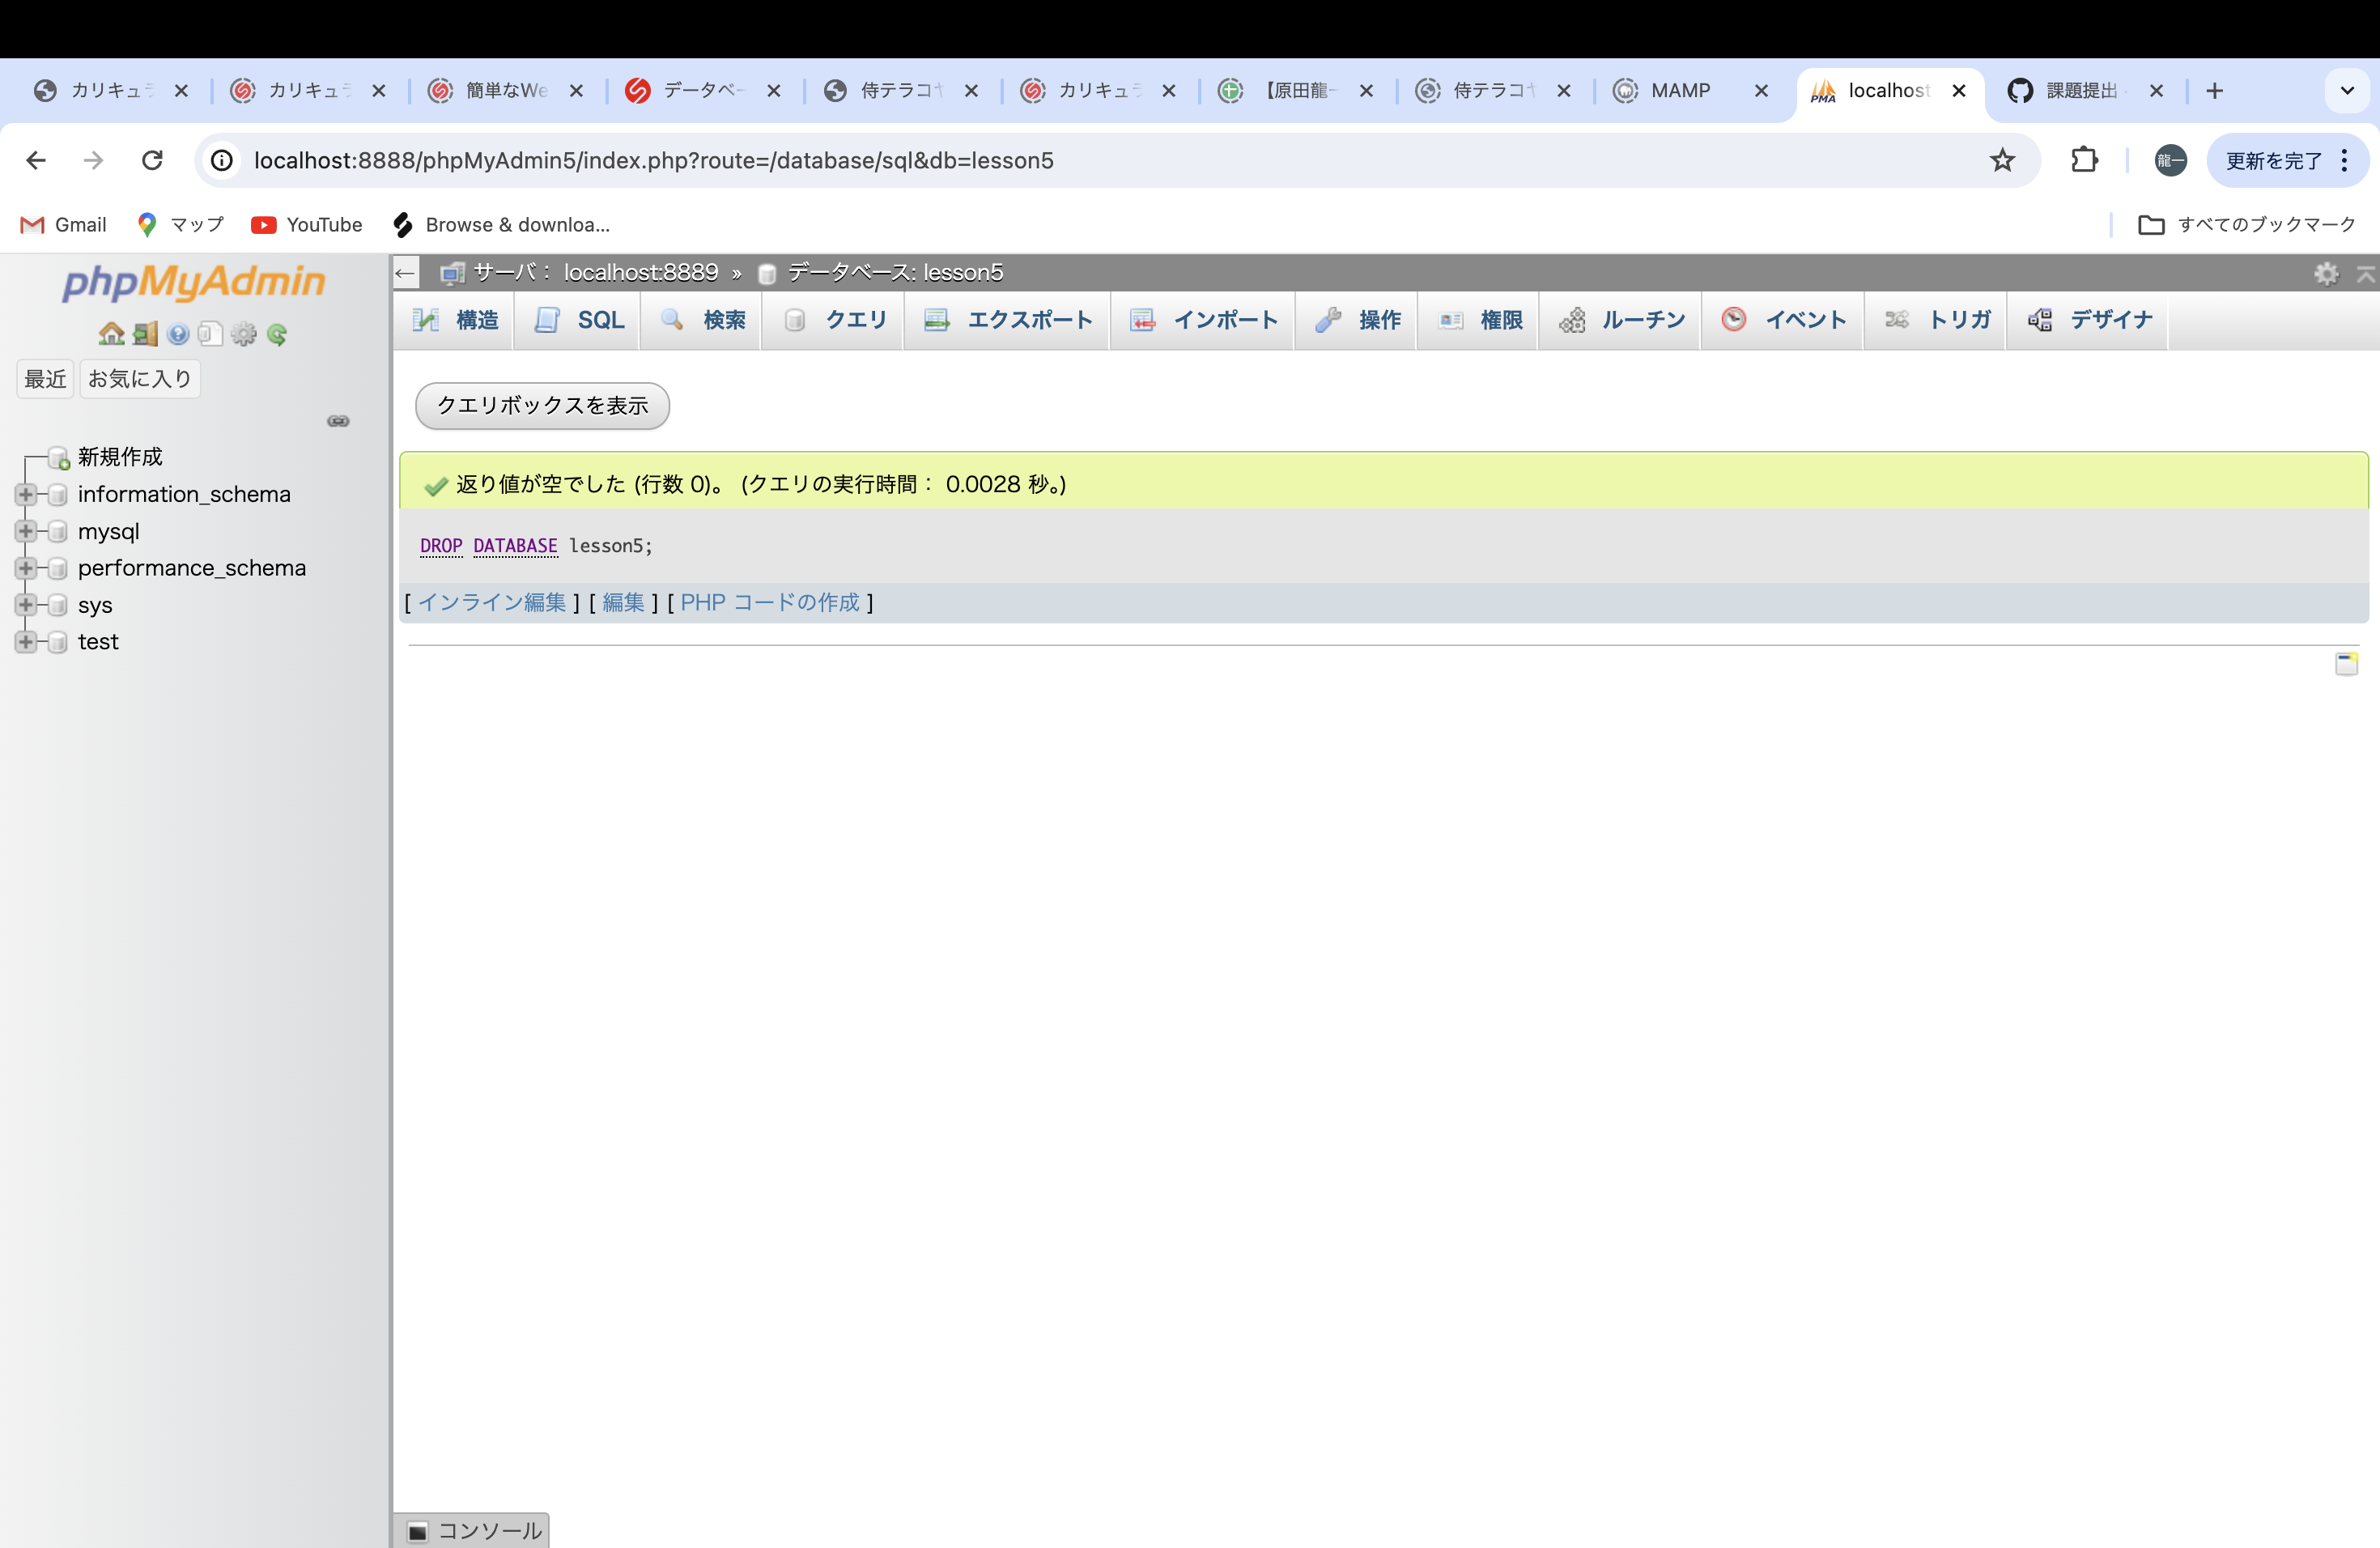 カリキュラ
カリキュラ
簡単なWe
データベー
侍テラコヤ
カリキュラ
【原田龍一
侍テラコヤ
MAMP
localhost
課題提出
localhost:8888/phpMyAdmin5/index.php?route=/database/sql&db=lesson5
龍一
更新を完了
Gmail
マップ
YouTube
Browse & downloa...
すべてのブックマーク
phpMyAdmin
最近
お気に入り
新規作成
information_schema
mysql
performance_schema
sys
test
サーバ： localhost:8889 » データベース: lesson5
構造
SQL
検索
クエリ
エクスポート
インポート
操作
権限
ルーチン
イベント
トリガ
デザイナ
クエリボックスを表示
返り値が空でした (行数 0)。 (クエリの実行時間： 0.0028 秒。)
DROP DATABASE lesson5;
[ インライン編集 ] [ 編集 ] [ PHP コードの作成 ]
コンソール